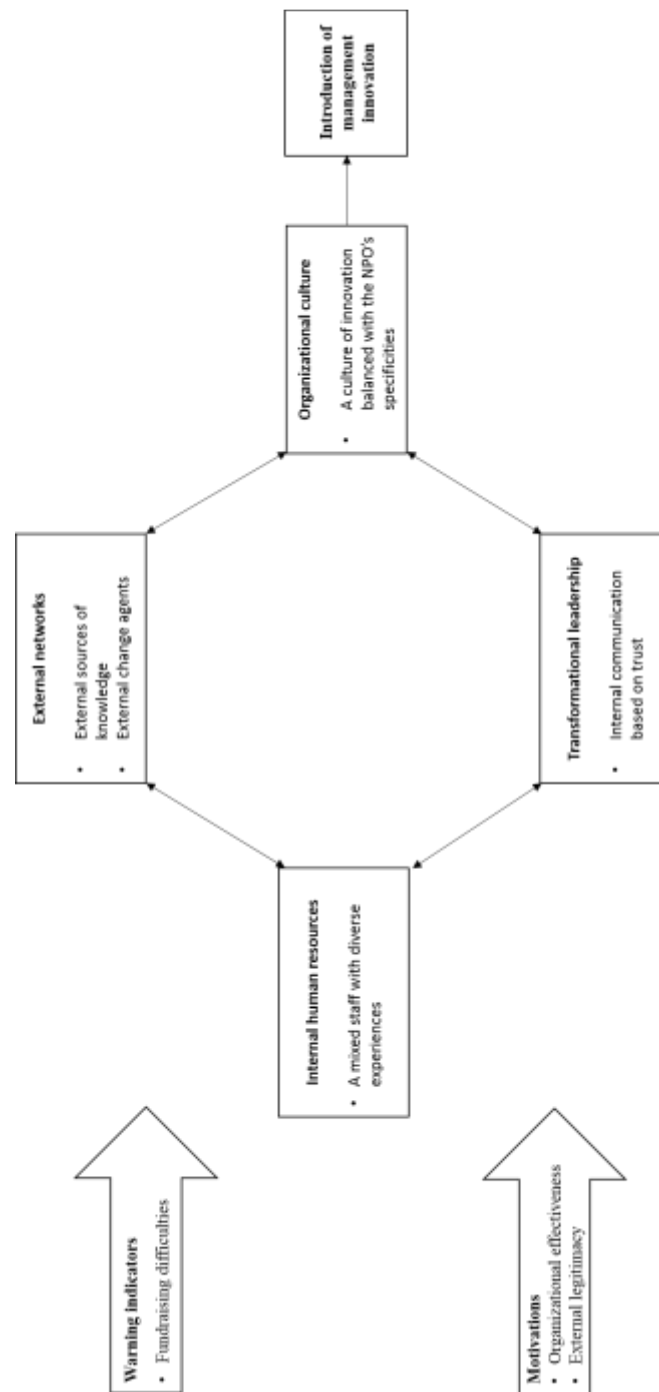 Warning indicators
• Fundraising difficulties
Motivations
• Organizational effectiveness
• External legitimacy
Internal human resources
• A mixed staff with diverse
experiences
External networks
• External sources of
knowledge
• External change agents
Transformational leadership
• Internal communication
based on trust
Organizational culture
• A culture of innovation
balanced with the NPO's
specificities
Introduction of
management
innovation